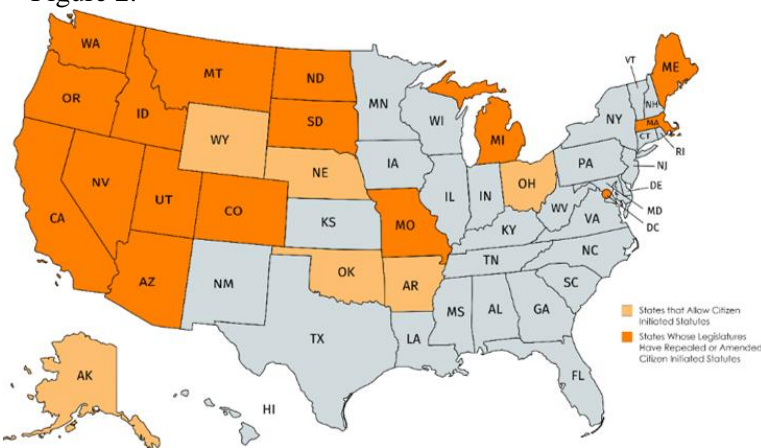 Figure 2:
WA
MT
ND
OR
ID
SD
WY
MN
WI
MI
VT
ME
NH
NY
MA
CT
RI
NV
UT
CO
NE
IA
IL
IN
OH
PA
NJ
DE
MD
DC
WV
VA
CA
AZ
NM
KS
MO
KY
NC
TN
OK
AR
SC
MS
AL
GA
TX
LA
FL
AK
HI
States that Allow Citizen
Initiated Statutes
States Whose Legislatures
Have Repealed or Amended
Citizen Initiated Statutes